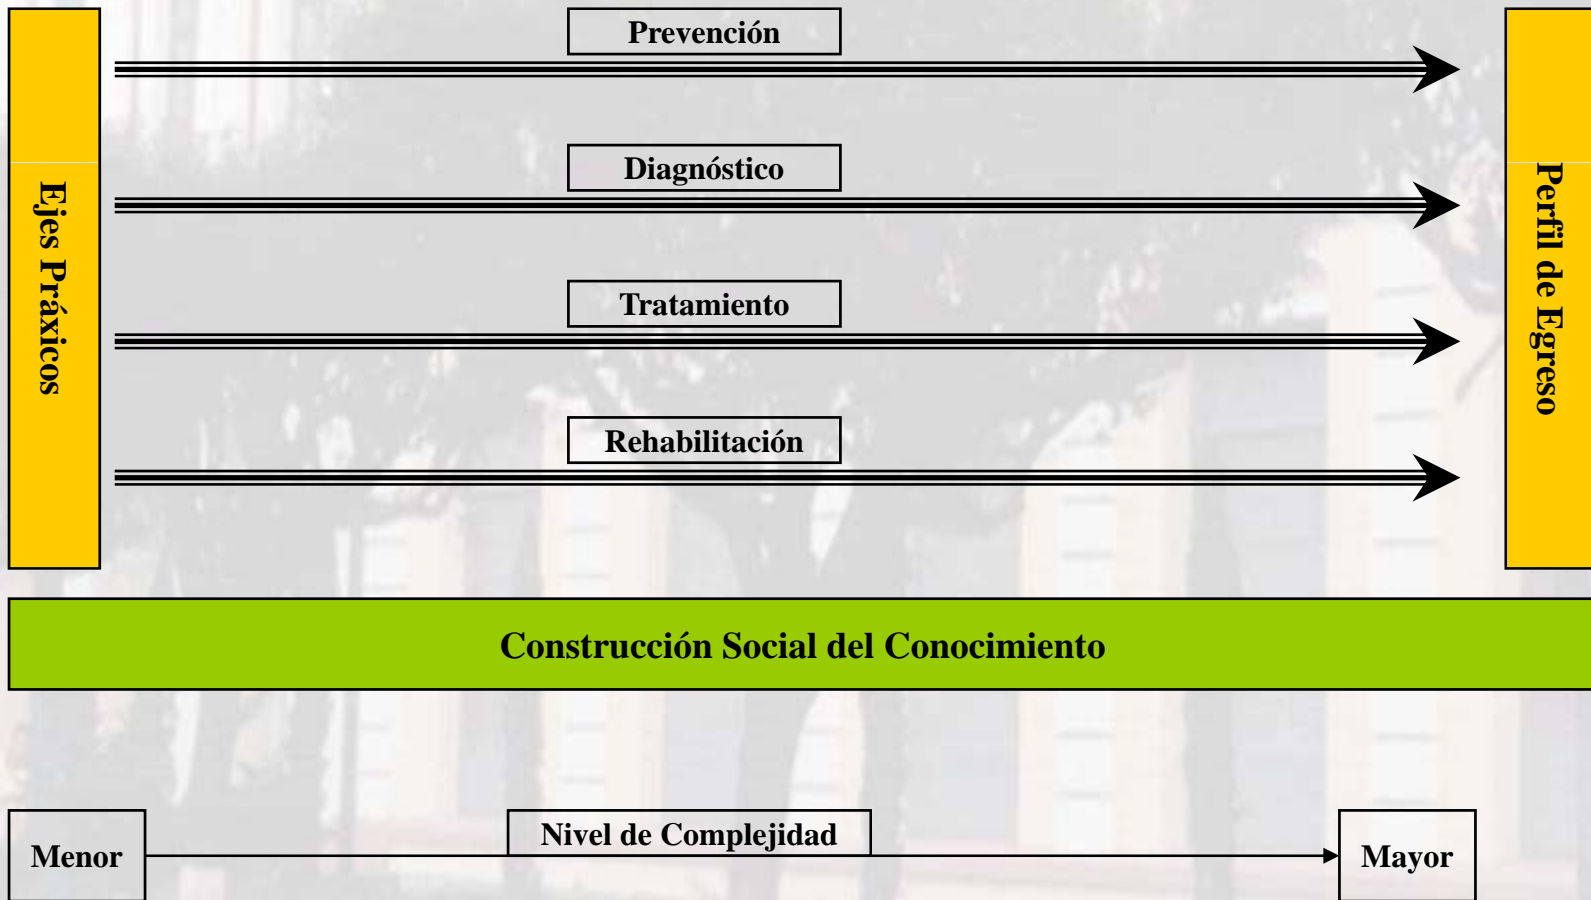 Prevención
Diagnóstico
Tratamiento
Rehabilitación
Ejes Práxicos
Perfil de Egreso
Construcción Social del Conocimiento
Nivel de Complejidad
Menor
Mayor